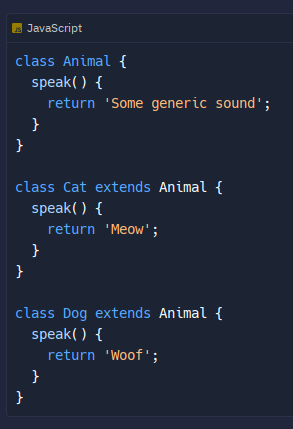 JS JavaScript
class Animal {
  speak() {
    return 'Some generic sound';
  }
}

class Cat extends Animal {
  speak() {
    return 'Meow';
  }
}

class Dog extends Animal {
  speak() {
    return 'Woof';
  }
}